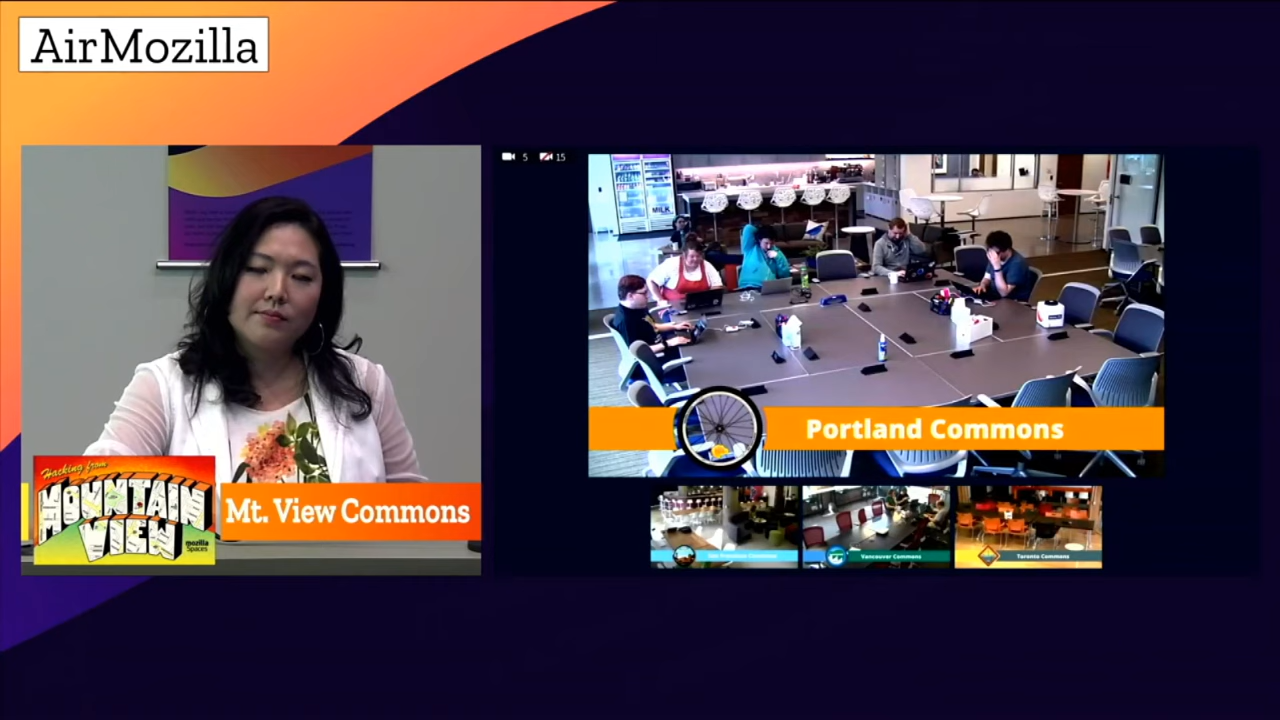 AirMozilla
5 15
MILK
Portland Commons
Hacking from
MOUNTAIN
VIEW
mozilla
Spaces
Mt. View Commons
San Francisco Commons
Vancouver Commons
Toronto Commons